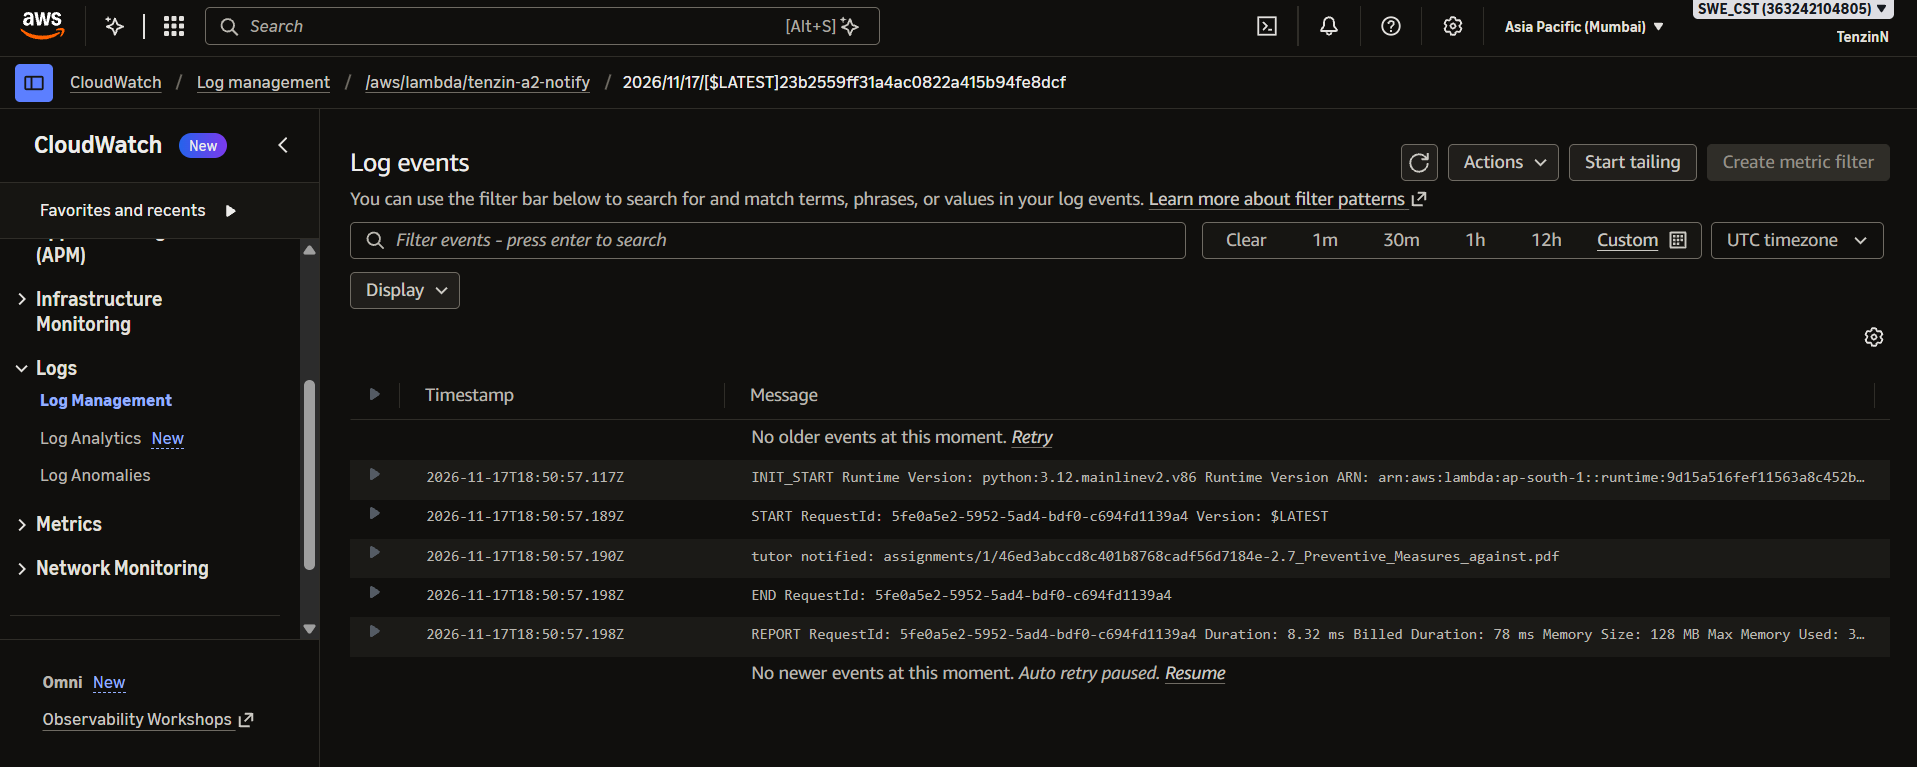 aws
Search [Alt+S]
Asia Pacific (Mumbai)
SWE_CST (363242104805)
TenzinN
CloudWatch / Log management / /aws/lambda/tenzin-a2-notify / 2026/11/17/[$LATEST]23b2559ff31a4ac0822a415b94fe8dcf
CloudWatch New
Favorites and recents
(APM)
Infrastructure
Monitoring
Logs
Log Management
Log Analytics New
Log Anomalies
Metrics
Network Monitoring
Omni New
Observability Workshops
Log events
Actions
Start tailing
Create metric filter
You can use the filter bar below to search for and match terms, phrases, or values in your log events. Learn more about filter patterns
Filter events - press enter to search
Clear 1m 30m 1h 12h Custom
UTC timezone
Display
Timestamp Message
No older events at this moment. Retry
2026-11-17T18:50:57.117Z INIT_START Runtime Version: python:3.12.mainlinev2.v86 Runtime Version ARN: arn:aws:lambda:ap-south-1::runtime:9d15a516fef11563a8c452b…
2026-11-17T18:50:57.189Z START RequestId: 5fe0a5e2-5952-5ad4-bdf0-c694fd1139a4 Version: $LATEST
2026-11-17T18:50:57.190Z tutor notified: assignments/1/46ed3abccd8c401b8768cadf56d7184e-2.7_Preventive_Measures_against.pdf
2026-11-17T18:50:57.198Z END RequestId: 5fe0a5e2-5952-5ad4-bdf0-c694fd1139a4
2026-11-17T18:50:57.198Z REPORT RequestId: 5fe0a5e2-5952-5ad4-bdf0-c694fd1139a4 Duration: 8.32 ms Billed Duration: 78 ms Memory Size: 128 MB Max Memory Used: 3…
No newer events at this moment. Auto retry paused. Resume